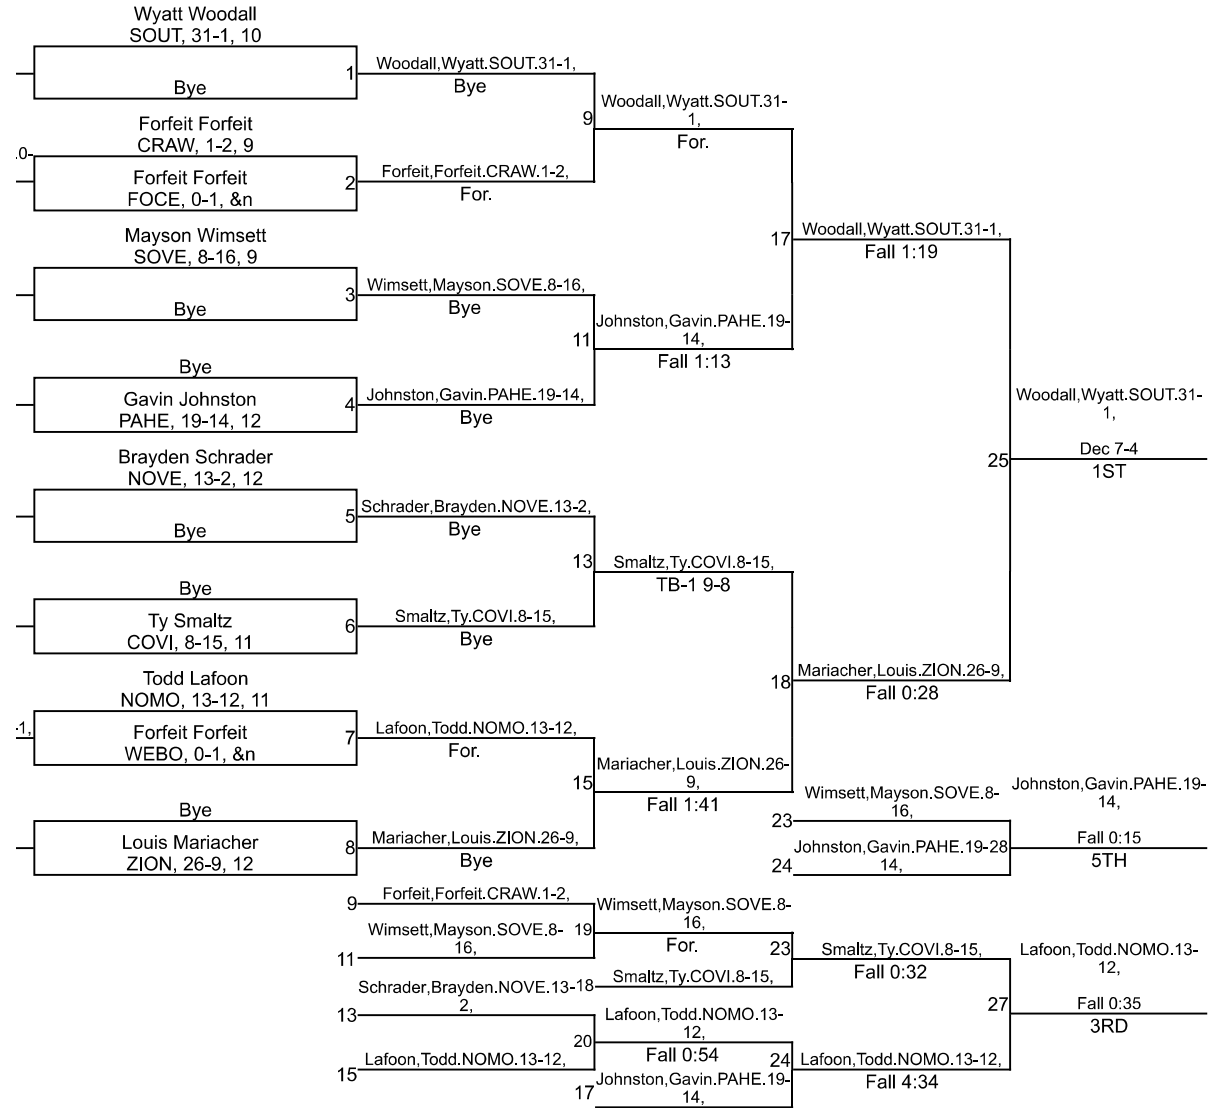 Wyatt Woodall
SOUT, 31-1, 10
1
Bye
Woodall,Wyatt.SOUT.31-1,
Bye
Forfeit Forfeit
CRAW, 1-2, 9
.0-
Forfeit Forfeit
FOCE, 0-1, &n
2
Forfeit,Forfeit.CRAW.1-2,
For.
9
Woodall,Wyatt.SOUT.31-
1,
For.
Mayson Wimsett
SOVE, 8-16, 9
3
Bye
Wimsett,Mayson.SOVE.8-16,
Bye
Bye
Gavin Johnston
PAHE, 19-14, 12
4
Johnston,Gavin.PAHE.19-14,
Bye
11
Johnston,Gavin.PAHE.19-
14,
Fall 1:13
17
Woodall,Wyatt.SOUT.31-1,
Fall 1:19
Brayden Schrader
NOVE, 13-2, 12
5
Bye
Schrader,Brayden.NOVE.13-2,
Bye
Bye
Ty Smaltz
COVI, 8-15, 11
6
Smaltz,Ty.COVI.8-15,
Bye
13
Smaltz,Ty.COVI.8-15,
TB-1 9-8
Todd Lafoon
NOMO, 13-12, 11
-1,
Forfeit Forfeit
WEBO, 0-1, &n
7
Lafoon,Todd.NOMO.13-12,
For.
Bye
Louis Mariacher
ZION, 26-9, 12
8
Mariacher,Louis.ZION.26-9,
Bye
15
Mariacher,Louis.ZION.26-
9,
Fall 1:41
18
Mariacher,Louis.ZION.26-9,
Fall 0:28
25
Woodall,Wyatt.SOUT.31-
1,
Dec 7-4
1ST
23
Wimsett,Mayson.SOVE.8-
16,
24
Johnston,Gavin.PAHE.19-28
14,
Johnston,Gavin.PAHE.19-
14,
Fall 0:15
5TH
9
Forfeit,Forfeit.CRAW.1-2,
11
Wimsett,Mayson.SOVE.8-
16,
19
Wimsett,Mayson.SOVE.8-
16,
For.
18
Smaltz,Ty.COVI.8-15,
23
Smaltz,Ty.COVI.8-15,
Fall 0:32
13
Schrader,Brayden.NOVE.13-
2,
15
Lafoon,Todd.NOMO.13-12,
20
Lafoon,Todd.NOMO.13-
12,
Fall 0:54
17
Johnston,Gavin.PAHE.19-
14,
24
Lafoon,Todd.NOMO.13-12,
Fall 4:34
27
Lafoon,Todd.NOMO.13-
12,
Fall 0:35
3RD